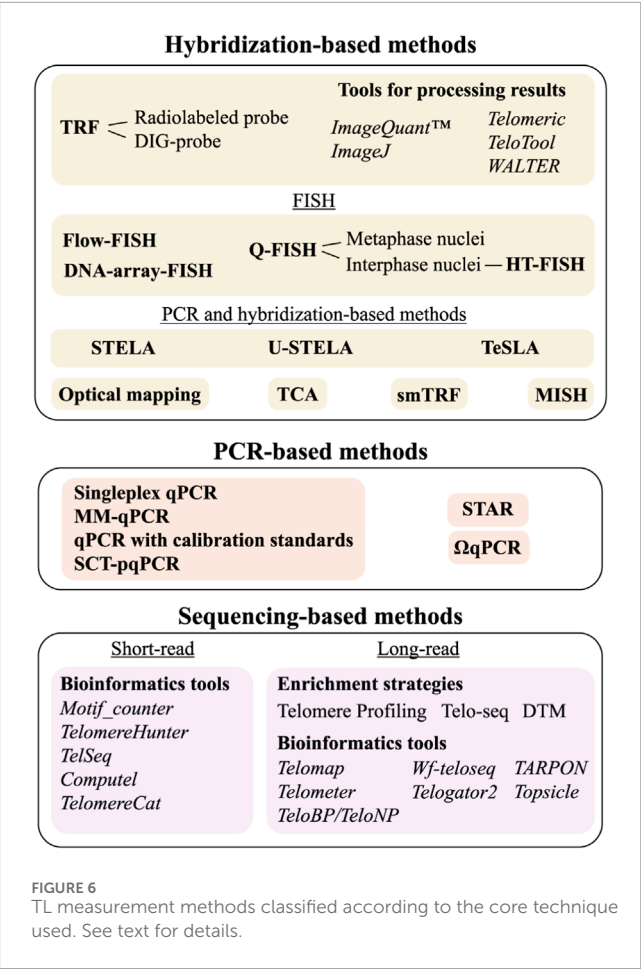 Hybridization-based methods
Tools for processing results
TRF
Radiolabeled probe
DIG-probe
ImageQuant™
ImageJ
Telomeric
TeloTool
WALTER
FISH
Flow-FISH
DNA-array-FISH
Q-FISH
Metaphase nuclei
Interphase nuclei — HT-FISH
PCR and hybridization-based methods
STELA U-STELA TeSLA
Optical mapping TCA smTRF MISH
PCR-based methods
Singleplex qPCR
MM-qPCR
qPCR with calibration standards
SCT-pqPCR
STAR
ΩqPCR
Sequencing-based methods
Short-read
Bioinformatics tools
Motif_counter
TelomereHunter
TelSeq
Computel
TelomereCat
Long-read
Enrichment strategies
Telomere Profiling Telo-seq DTM
Bioinformatics tools
Telomap Wf-teloseq TARPON
Telometer Telogator2 Topsicle
TeloBP/TeloNP
FIGURE 6
TL measurement methods classified according to the core technique
used. See text for details.